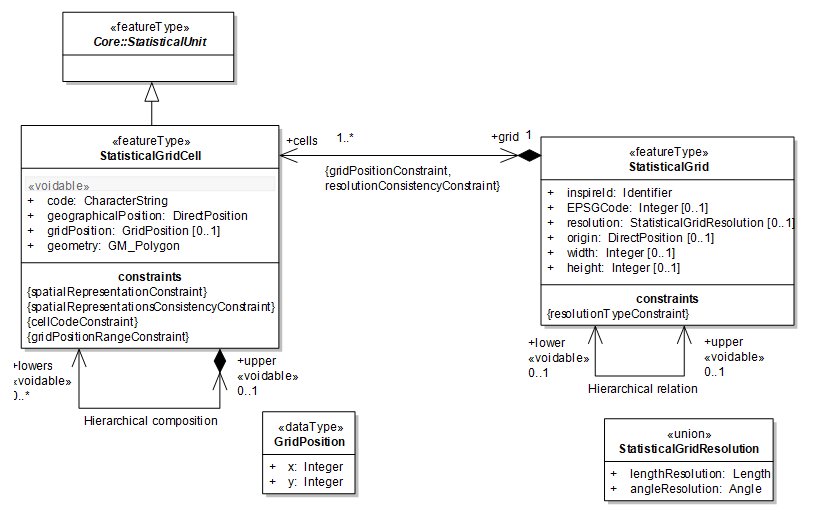 «featureType»
Core::StatisticalUnit
«featureType»
StatisticalGridCell
«voidable»
+ code: CharacterString
+ geographicalPosition: DirectPosition
+ gridPosition: GridPosition [0..1]
+ geometry: GM_Polygon
constraints
{spatialRepresentationConstraint}
{spatialRepresentationsConsistencyConstraint}
{cellCodeConstraint}
{gridPositionRangeConstraint}
+cells
1..*
+grid
1
{gridPositionConstraint,
resolutionConsistencyConstraint}
«featureType»
StatisticalGrid
+ inspireId: Identifier
+ EPSGCode: Integer [0..1]
+ resolution: StatisticalGridResolution [0..1]
+ origin: DirectPosition [0..1]
+ width: Integer [0..1]
+ height: Integer [0..1]
constraints
{resolutionTypeConstraint}
+lowers
«voidable»
0..*
+upper
«voidable»
0..1
Hierarchical composition
+lower
«voidable»
0..1
+upper
«voidable»
0..1
Hierarchical relation
«dataType»
GridPosition
+ x: Integer
+ y: Integer
«union»
StatisticalGridResolution
+ lengthResolution: Length
+ angleResolution: Angle